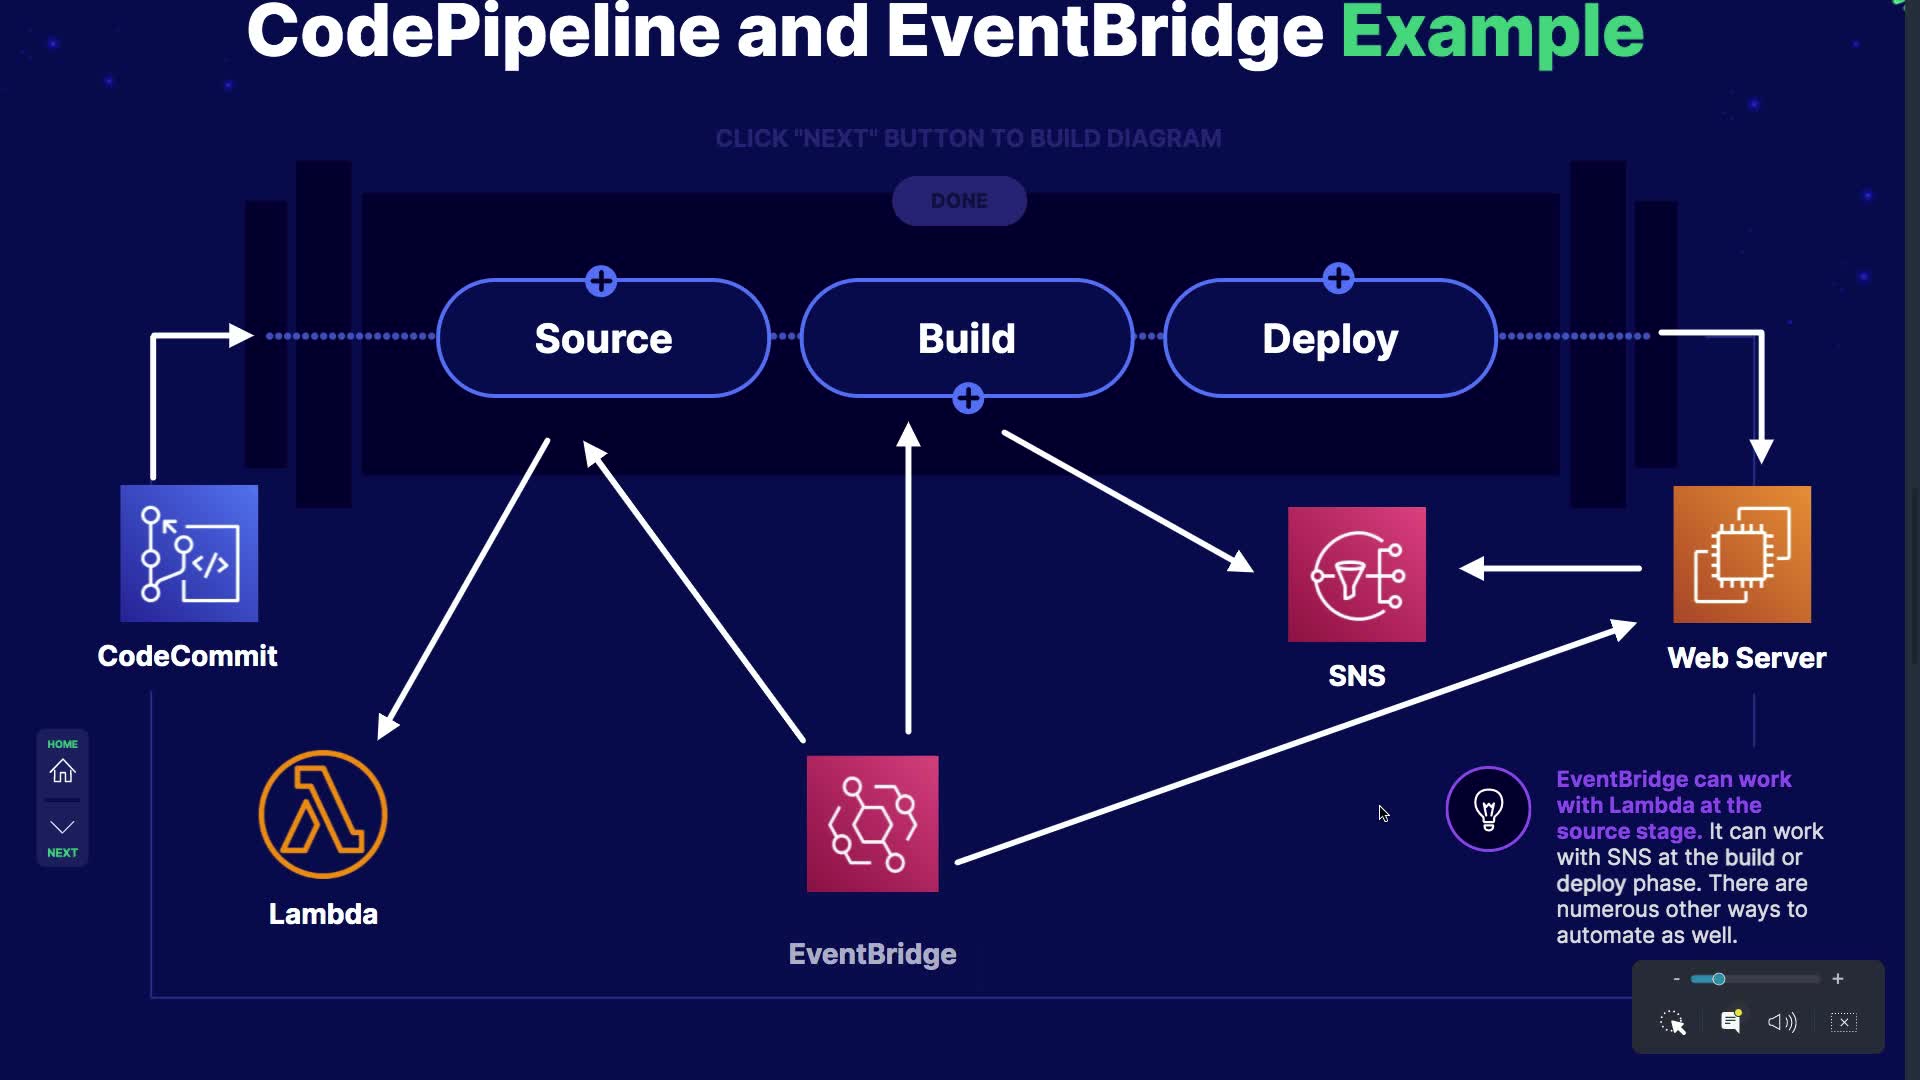 CodePipeline and EventBridge Example
CLICK "NEXT" BUTTON TO BUILD DIAGRAM
DONE
Source
Build
Deploy
CodeCommit
SNS
Web Server
HOME
NEXT
Lambda
EventBridge
EventBridge can work
with Lambda at the
source stage. It can work
with SNS at the build or
deploy phase. There are
numerous other ways to
automate as well.